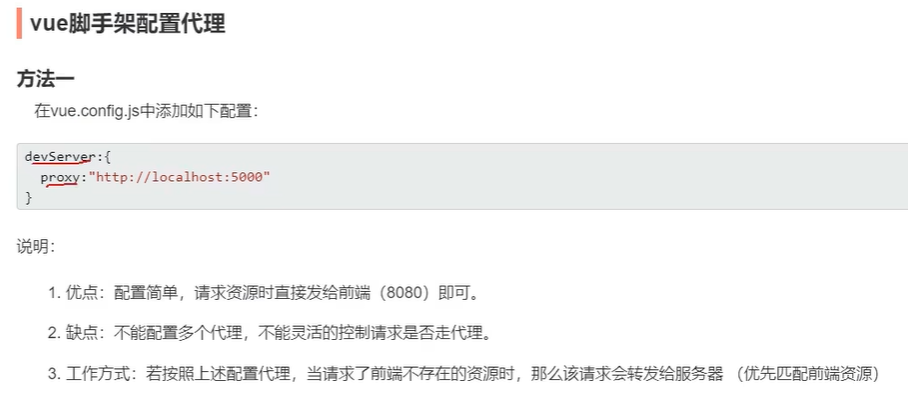 vue脚手架配置代理
方法一
在vue.config.js中添加如下配置：
devServer:{
proxy:"http://localhost:5000"
}
说明：
1. 优点：配置简单，请求资源时直接发给前端（8080）即可。
2. 缺点：不能配置多个代理，不能灵活的控制请求是否走代理。
3. 工作方式：若按照上述配置代理，当请求了前端不存在的资源时，那么该请求会转发给服务器 （优先匹配前端资源）